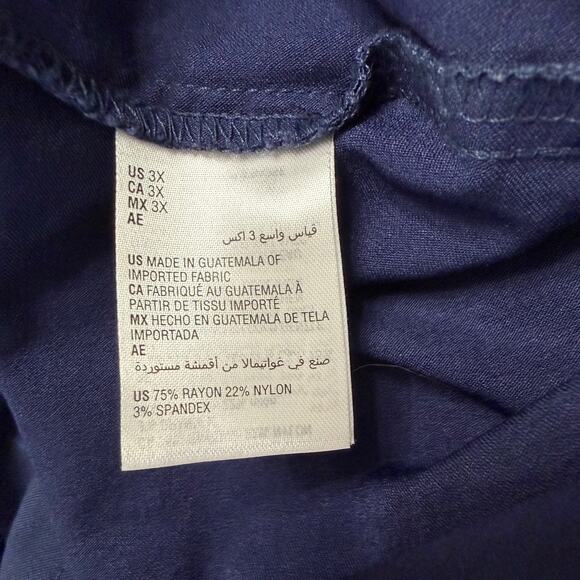 US 3X
CA 3X
MX 3X
AE
قياس واسع 3 اكس
US MADE IN GUATEMALA OF
IMPORTED FABRIC
CA FABRIQUÉ AU GUATEMALA À
PARTIR DE TISSU IMPORTÉ
MX HECHO EN GUATEMALA DE TELA
IMPORTADA
AE
صنع في غواتيمالا من أقمشة مستوردة
US 75% RAYON 22% NYLON
3% SPANDEX